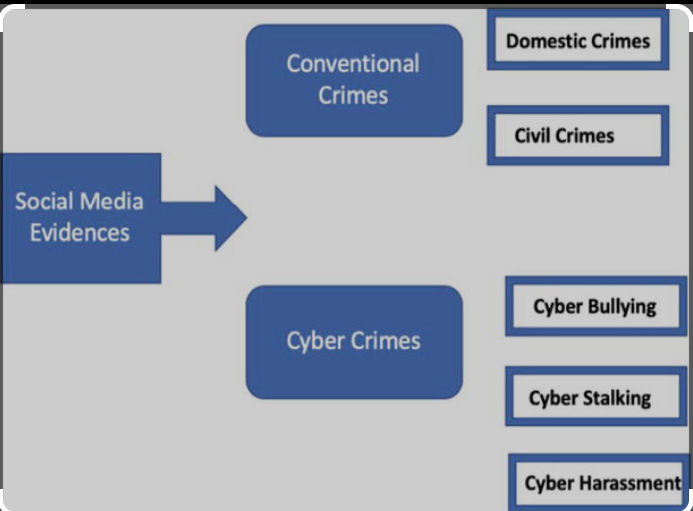 Social Media
Evidences
Conventional
Crimes
Domestic Crimes
Civil Crimes
Cyber Crimes
Cyber Bullying
Cyber Stalking
Cyber Harassment